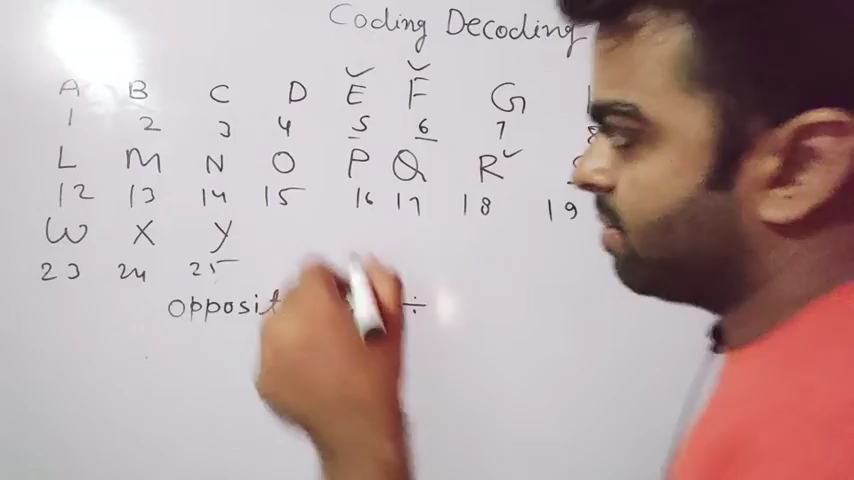 Coding Decoding
A B C D E F G
1 2 3 4 5 6 7
L M N O P Q R
12 13 14 15 16 17 18 19
W X Y
23 24 25
÷